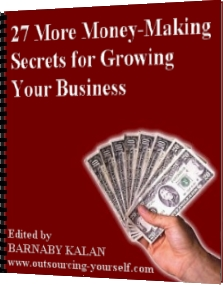 27 More Money-Making
Secrets for Growing
Your Business
Edited by
BARNABY KALAN
www.outsourcing-yourself.com